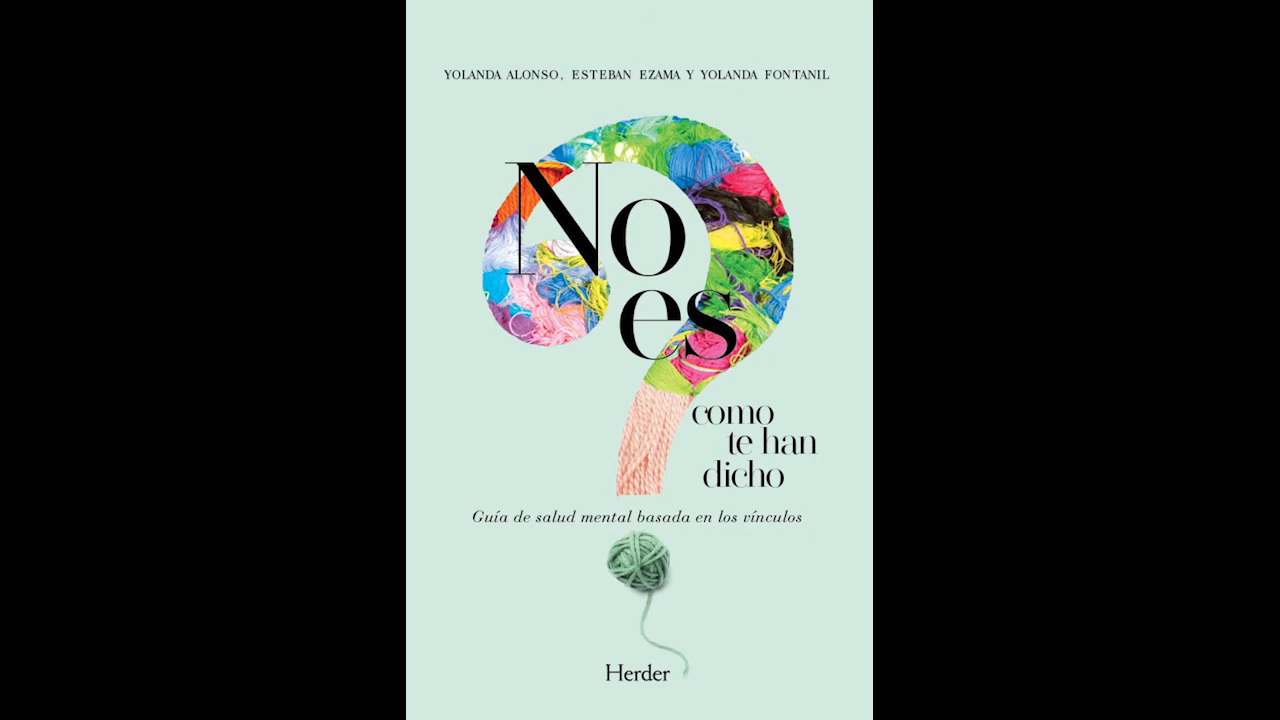 YOLANDA ALONSO, ESTEBAN EZAMA Y YOLANDA FONTANIL
No
es
como
te han
dicho
Guía de salud mental basada en los vínculos
Herder